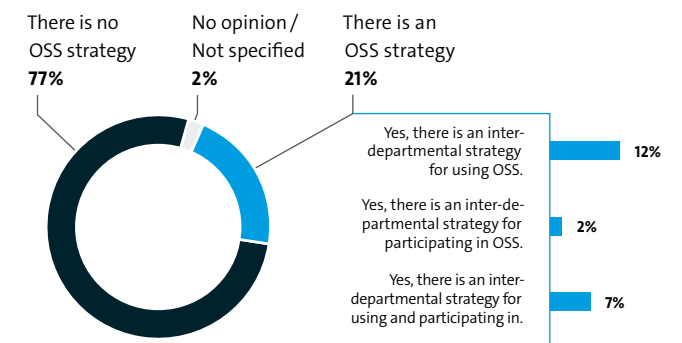 There is no
OSS strategy
77%
No opinion /
Not specified
2%
There is an
OSS strategy
21%
Yes, there is an inter-
departmental strategy
for using OSS.
12%
Yes, there is an inter-de-
partmental strategy for
participating in OSS.
2%
Yes, there is an inter-
departmental strategy for
using and participating in.
7%